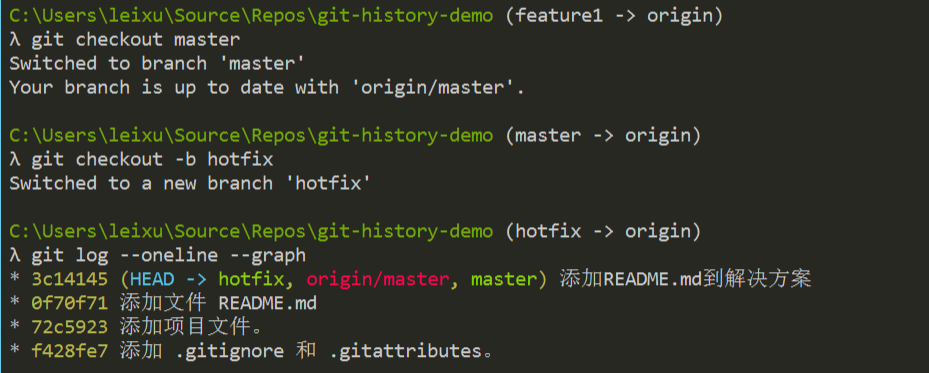 C:\Users\leixu\Source\Repos\git-history-demo (feature1 -> origin)
λ git checkout master
Switched to branch 'master'
Your branch is up to date with 'origin/master'.
C:\Users\leixu\Source\Repos\git-history-demo (master -> origin)
λ git checkout -b hotfix
Switched to a new branch 'hotfix'
C:\Users\leixu\Source\Repos\git-history-demo (hotfix -> origin)
λ git log --oneline --graph
* 3c14145 (HEAD -> hotfix, origin/master, master) 添加README.md到解决方案
* 0f70f71 添加文件 README.md
* 72c5923 添加项目文件。
* f428fe7 添加 .gitignore 和 .gitattributes。